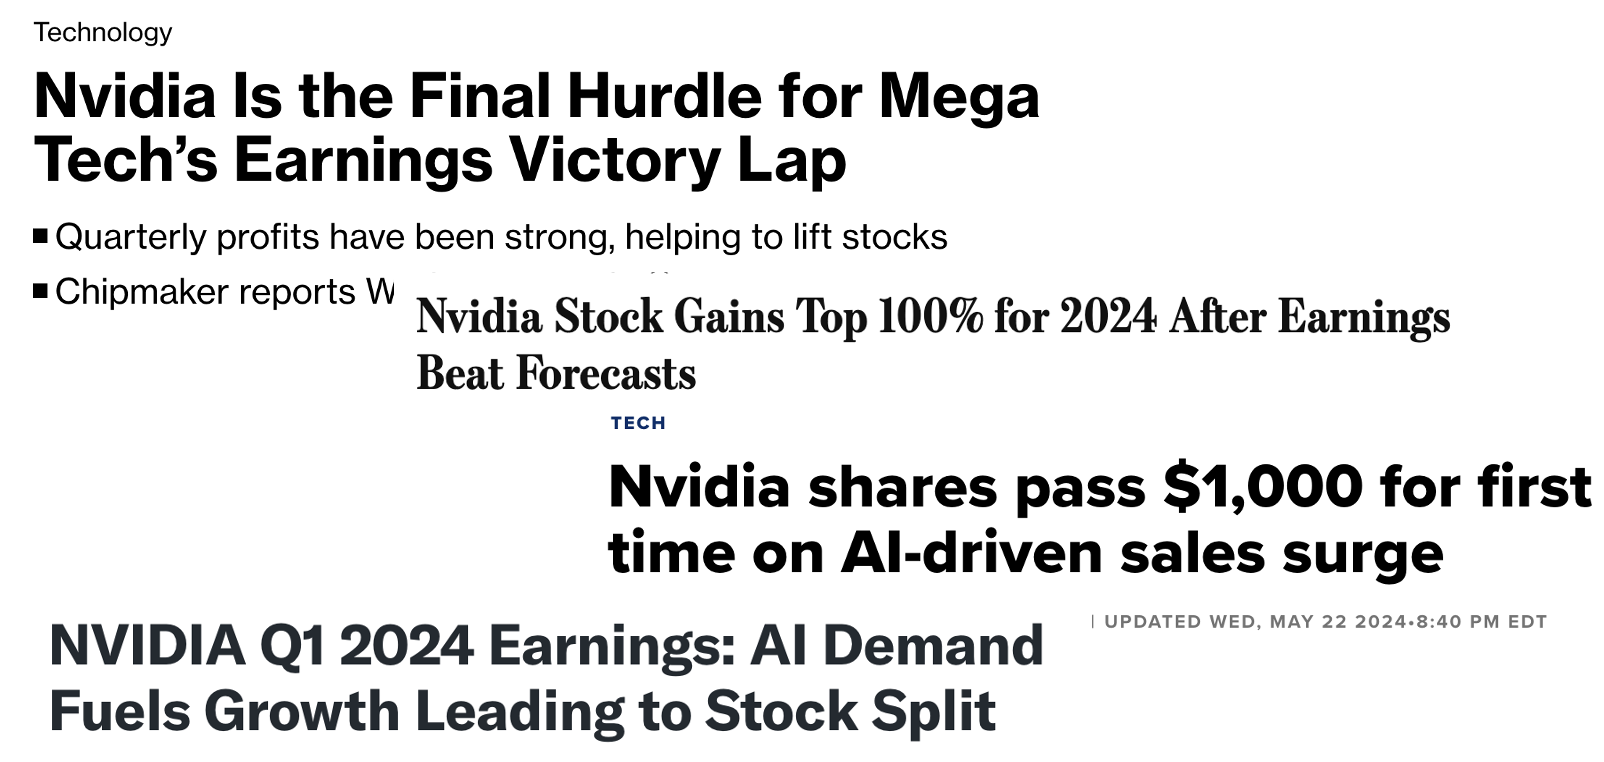 Technology
Nvidia Is the Final Hurdle for Mega
Tech’s Earnings Victory Lap
■ Quarterly profits have been strong, helping to lift stocks
■ Chipmaker reports W
Nvidia Stock Gains Top 100% for 2024 After Earnings
Beat Forecasts
TECH
Nvidia shares pass $1,000 for first
time on AI-driven sales surge
| UPDATED WED, MAY 22 2024•8:40 PM EDT
NVIDIA Q1 2024 Earnings: AI Demand
Fuels Growth Leading to Stock Split